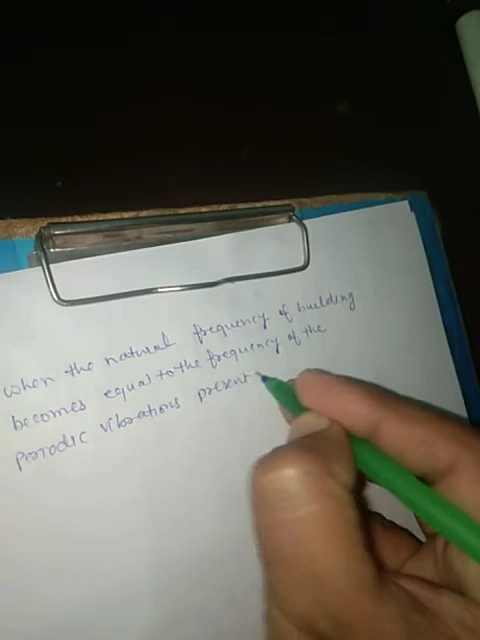 when the natural frequency of building
becomes equal to the frequency of the
periodic vibrations present